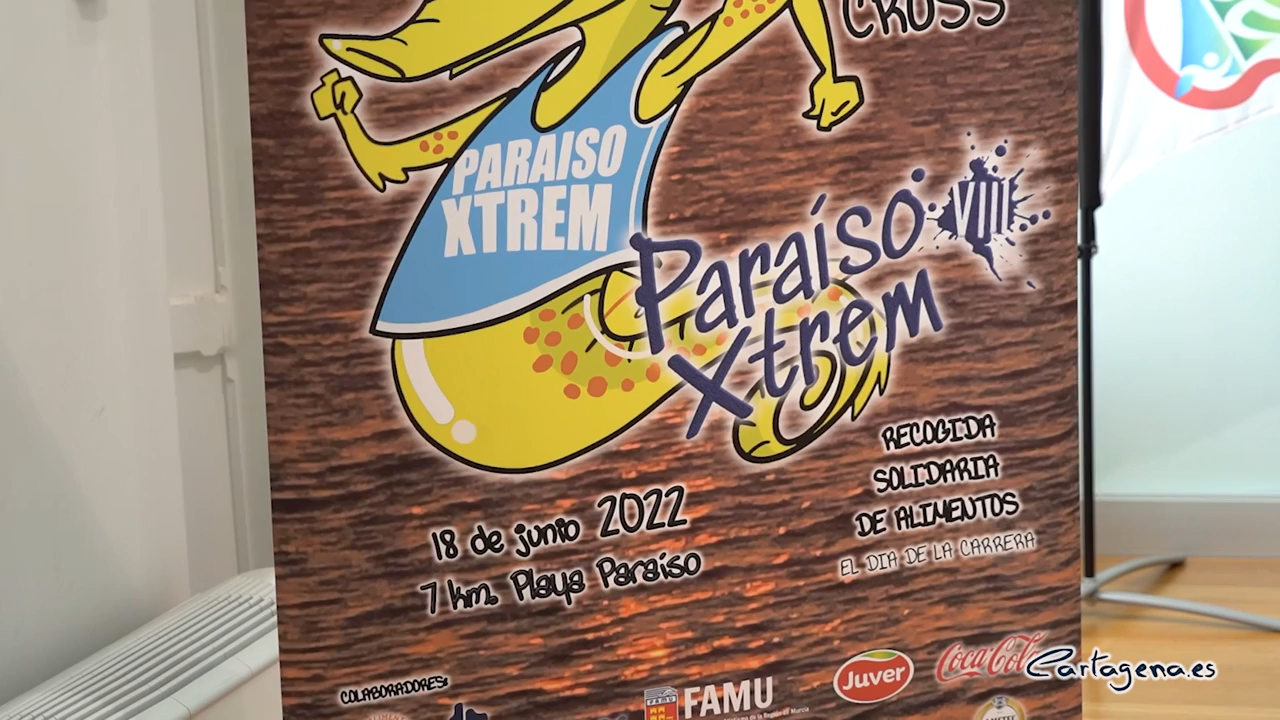 CROSS
PARAISO
XTREM
Paraíso VIII
Xtrem
RECOGIDA
SOLIDARIA
DE ALIMENTOS
EL DIA DE LA CARRERA
18 de junio 2022
7 km. Playa Paraíso
COLABORADORES:
FAMU
FAMU
Juver
Coca-Cola
Cartagena.es